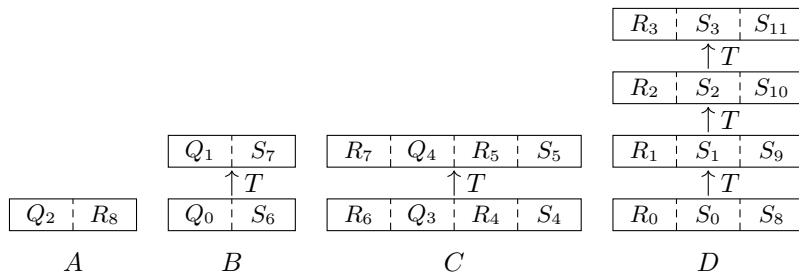 R₃ S₃ S₁₁
T
R₂ S₂ S₁₀
T
Q₁ S₇ R₇ Q₄ R₅ S₅ R₁ S₁ S₉
T T T
Q₂ R₈ Q₀ S₆ R₆ Q₃ R₄ S₄ R₀ S₀ S₈
A B C D